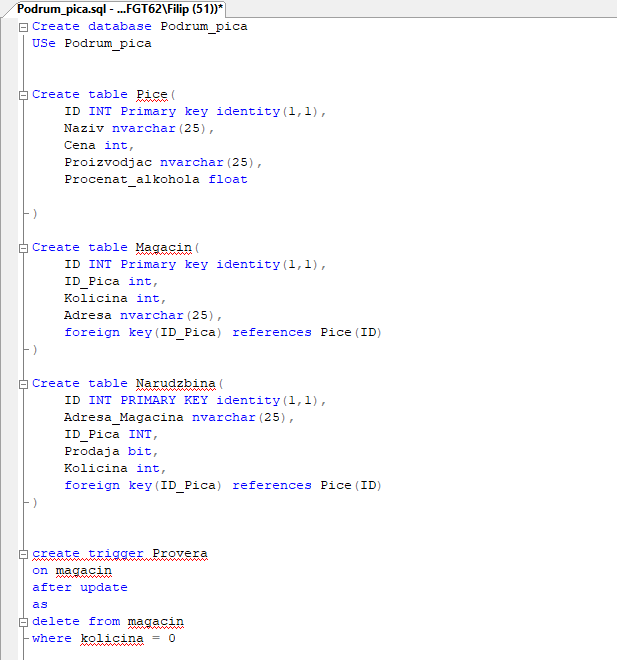 Podrum_pica.sql - ...FGT62\Filip (51))*
Create database Podrum_pica
USe Podrum_pica
Create table Pice(
ID INT Primary key identity(1,1),
Naziv nvarchar(25),
Cena int,
Proizvodjac nvarchar(25),
Procenat_alkohola float
)
Create table Magacin(
ID INT Primary key identity(1,1),
ID_Pica int,
Kolicina int,
Adresa nvarchar(25),
foreign key(ID_Pica) references Pice(ID)
)
Create table Narudzbina(
ID INT PRIMARY KEY identity(1,1),
Adresa_Magacina nvarchar(25),
ID_Pica INT,
Prodaja bit,
Kolicina int,
foreign key(ID_Pica) references Pice(ID)
)
create trigger Provera
on magacin
after update
as
delete from magacin
where kolicina = 0